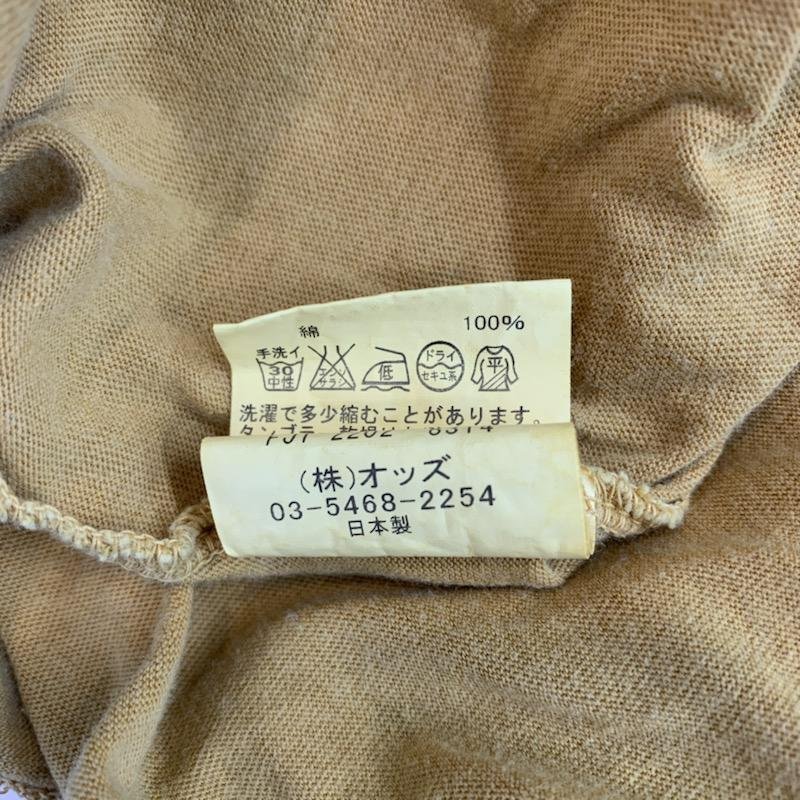 綿 100%
手洗イ
30 中性
エンソ サラシ
低
ドライ セキユ系
平
洗濯で多少縮むことがあります。
(株)オッズ
03-5468-2254
日本製